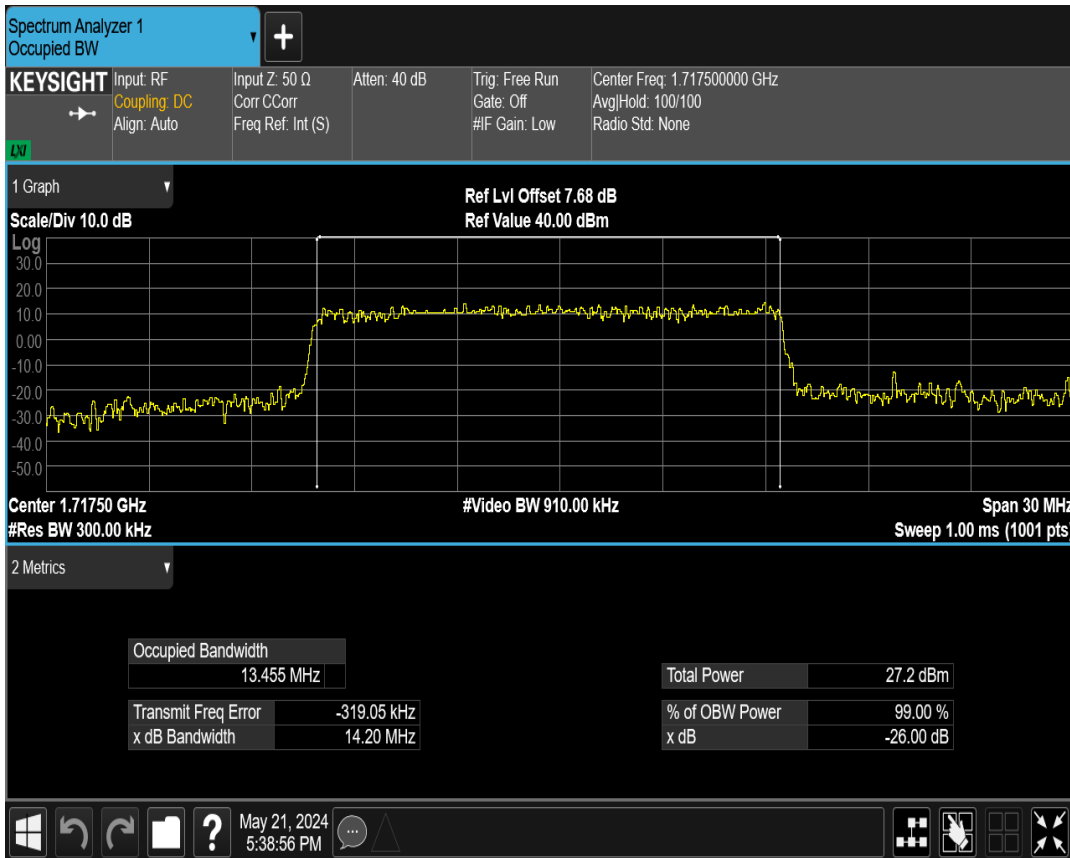 Spectrum Analyzer 1
Occupied BW
+
KEYSIGHT Input: RF Input Z: 50 Ω Atten: 40 dB Trig: Free Run Center Freq: 1.717500000 GHz
Coupling: DC Corr CCorr Gate: Off Avg|Hold: 100/100
Align: Auto Freq Ref: Int (S) #IF Gain: Low Radio Std: None
LXI
1 Graph
Ref Lvl Offset 7.68 dB
Scale/Div 10.0 dB Ref Value 40.00 dBm
Log
30.0
20.0
10.0
0.00
-10.0
-20.0
-30.0
-40.0
-50.0
Center 1.71750 GHz #Video BW 910.00 kHz Span 30 MHz
#Res BW 300.00 kHz Sweep 1.00 ms (1001 pts)
2 Metrics
Occupied Bandwidth
13.455 MHz Total Power 27.2 dBm
Transmit Freq Error -319.05 kHz % of OBW Power 99.00 %
x dB Bandwidth 14.20 MHz x dB -26.00 dB
? May 21, 2024
5:38:56 PM